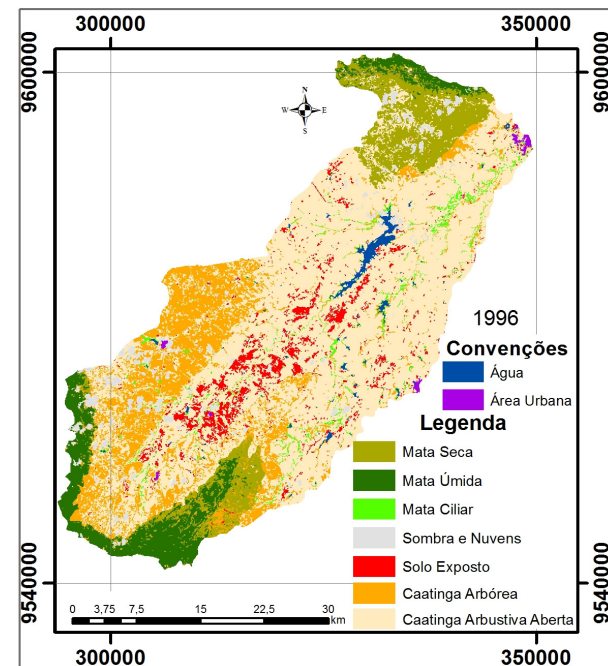 300000
350000
9600000
9600000
N
W
E
S
1996
Convenções
Água
Área Urbana
Legenda
Mata Seca
Mata Úmida
Mata Ciliar
Sombra e Nuvens
Solo Exposto
Caatinga Arbórea
Caatinga Arbustiva Aberta
9540000
9540000
0 3,75 7,5 15 22,5 30
km
300000
350000